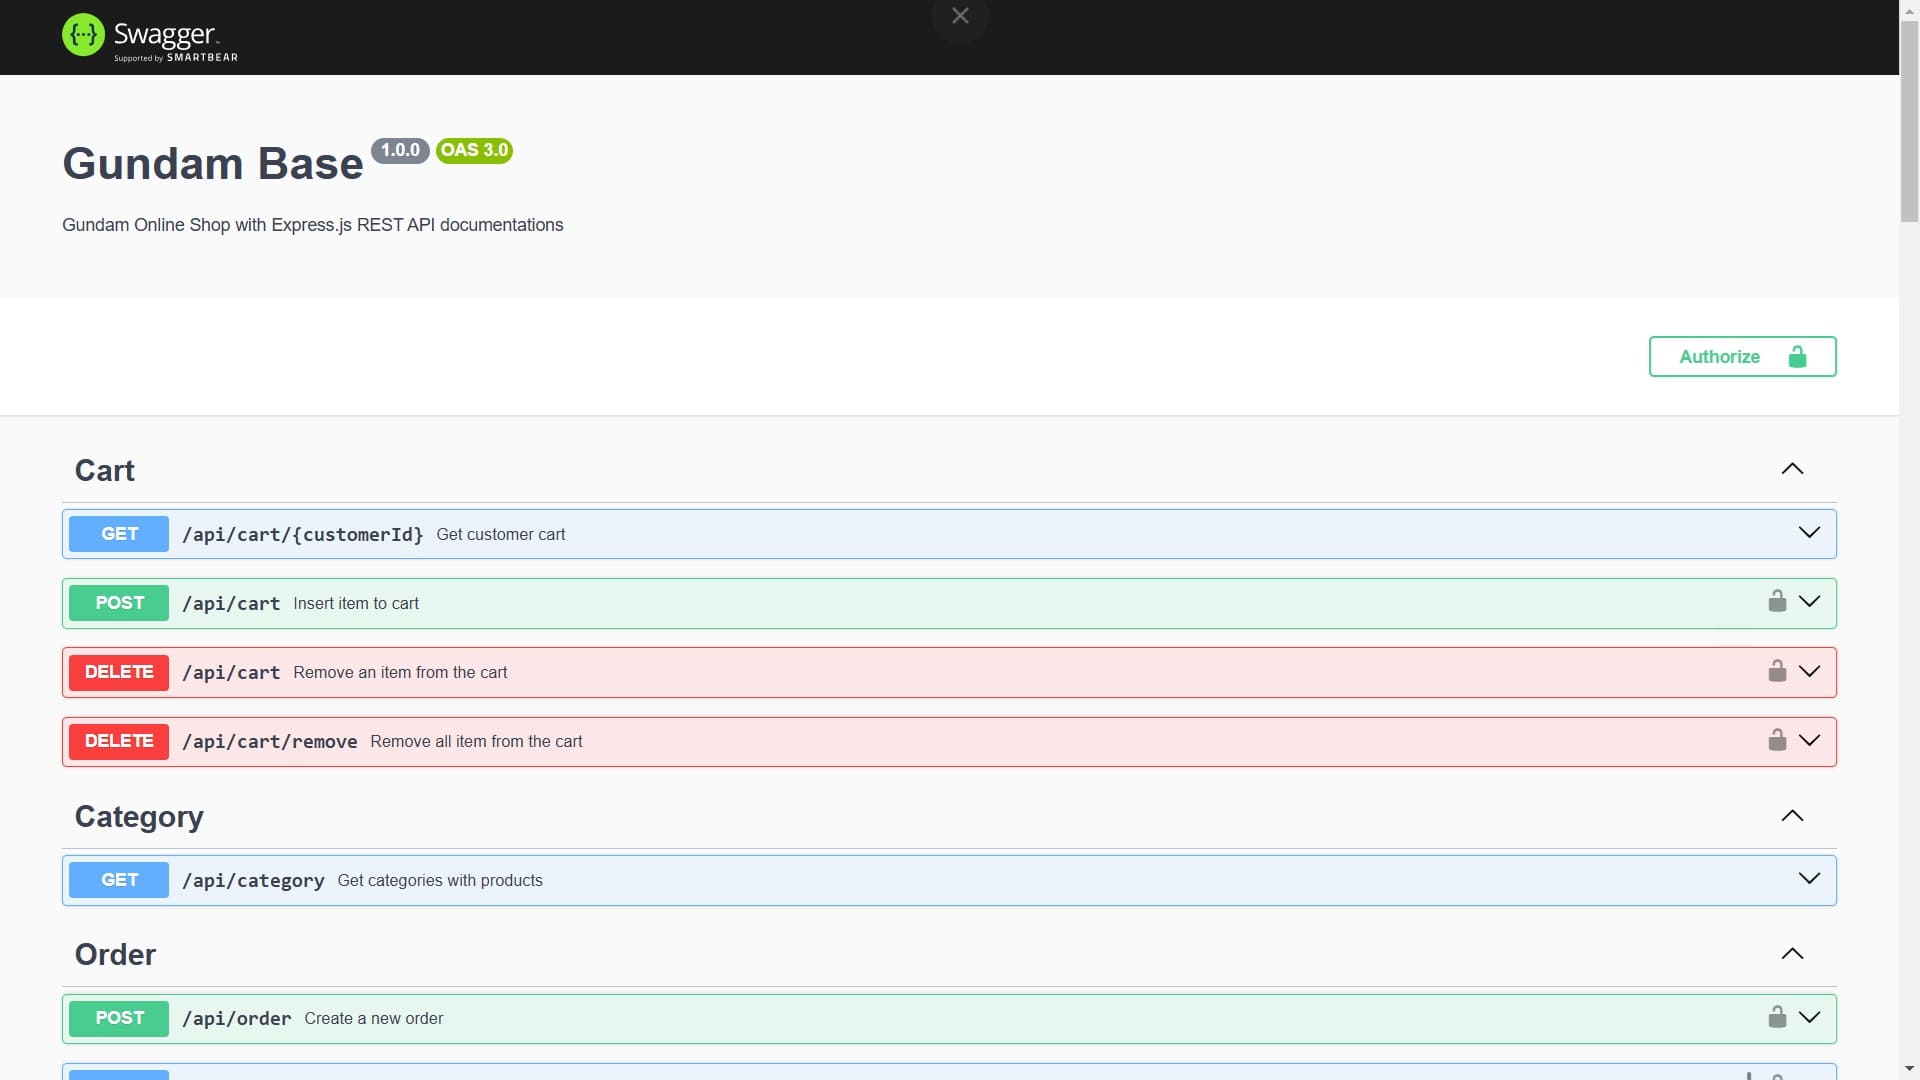 Swagger
Supported by SMARTBEAR
Gundam Base 1.0.0 OAS 3.0
Gundam Online Shop with Express.js REST API documentations
Authorize
Cart
GET /api/cart/{customerId} Get customer cart
POST /api/cart Insert item to cart
DELETE /api/cart Remove an item from the cart
DELETE /api/cart/remove Remove all item from the cart
Category
GET /api/category Get categories with products
Order
POST /api/order Create a new order